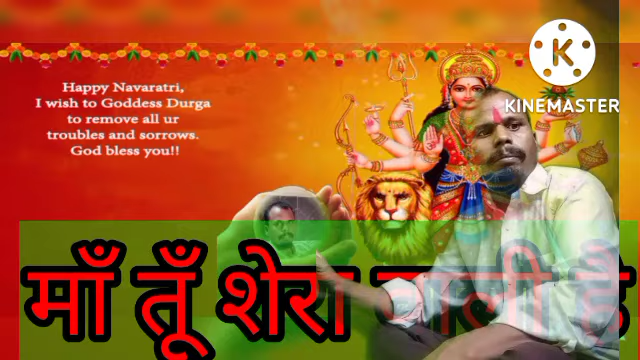 Happy Navaratri,
I wish to Goddess Durga
to remove all ur
troubles and sorrows.
God bless you!!
K
KINEMASTER
माँ तूँ शेरा वाली है